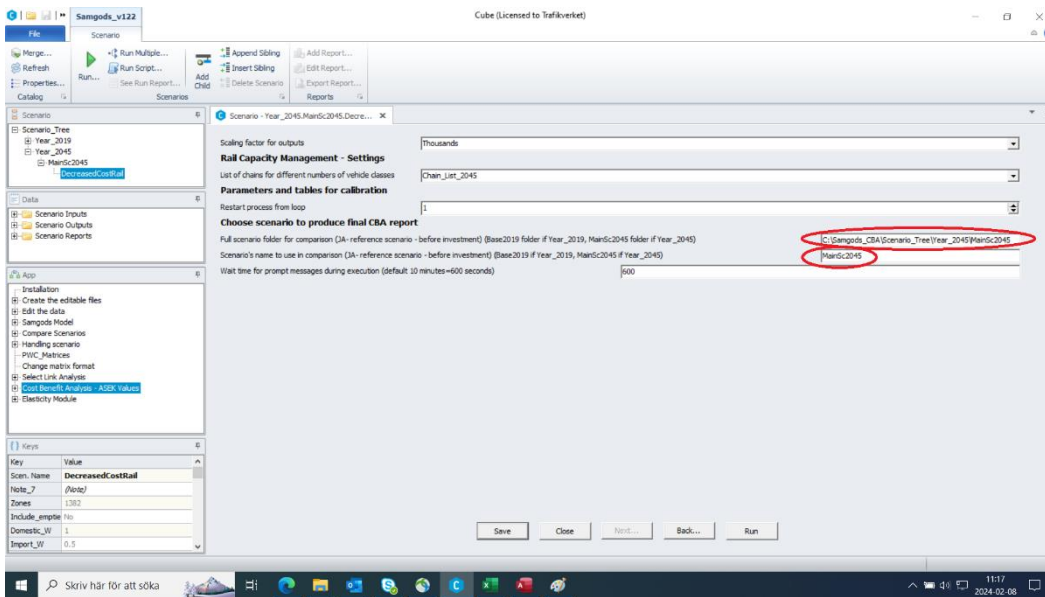 Samgods_v122
Cube (Licensed to Trafikverket)
File
Scenario
Merge...
Refresh
Properties...
Catalog
Run...
Run Multiple...
Run Script...
See Run Report...
Scenarios
Add Child
Append Sibling
Insert Sibling
Delete Scenario
Add Report...
Edit Report...
Export Report...
Reports
Scenario
Scenario_Tree
Year_2019
Year_2045
MainSc2045
DecreasedCostRail
Data
Scenario Inputs
Scenario Outputs
Scenario Reports
App
Installation
Create the editable files
Edit the data
Samgods Model
Compare Scenarios
Handling scenario
PWC_Matrices
Change matrix format
Select Link Analysis
Cost Benefit Analysis - ASEK Values
Elasticity Module
Keys
Key Value
Scen. Name DecreasedCostRail
Note_7 (Note)
Zones 1382
Include_emptie No
Domestic_W 1
Import_W 0.5
Scenario - Year_2045.MainSc2045.Decre...
Scaling factor for outputs Thousands
Rail Capacity Management - Settings
List of chains for different numbers of vehicle classes Chain_List_2045
Parameters and tables for calibration
Restart process from loop 1
Choose scenario to produce final CBA report
Full scenario folder for comparison (JA- reference scenario - before investment) (Base2019 folder if Year_2019, MainSc2045 folder if Year_2045) C:\Samgods_CBA\Scenario_Tree\Year_2045\MainSc2045
Scenario's name to use in comparison (JA- reference scenario - before investment) (Base2019 if Year_2019, MainSc2045 if Year_2045) MainSc2045
Wait time for prompt messages during execution (default 10 minutes=600 seconds) 600
Save Close Next... Back... Run
Skriv här för att söka
11:17
2024-02-08